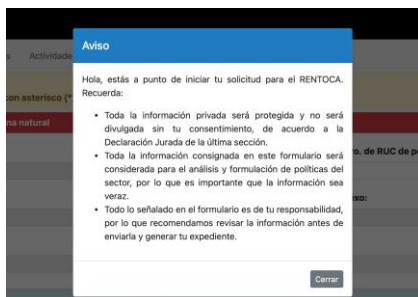 Aviso
Actividade
Hola, estás a punto de iniciar tu solicitud para el RENTOCA.
Recuerda:
con asterisco (*
• Toda la información privada será protegida y no será
divulgada sin tu consentimiento, de acuerdo a la
na natural
Declaración Jurada de la última sección.
ro. de RUC de pe
• Toda la información consignada en este formulario será
considerada para el análisis y formulación de políticas del
sector, por lo que es importante que la información sea
veraz.
exo:
• Todo lo señalado en el formulario es de tu responsabilidad,
por lo que recomendamos revisar la información antes de
enviarla y generar tu expediente.
Cerrar